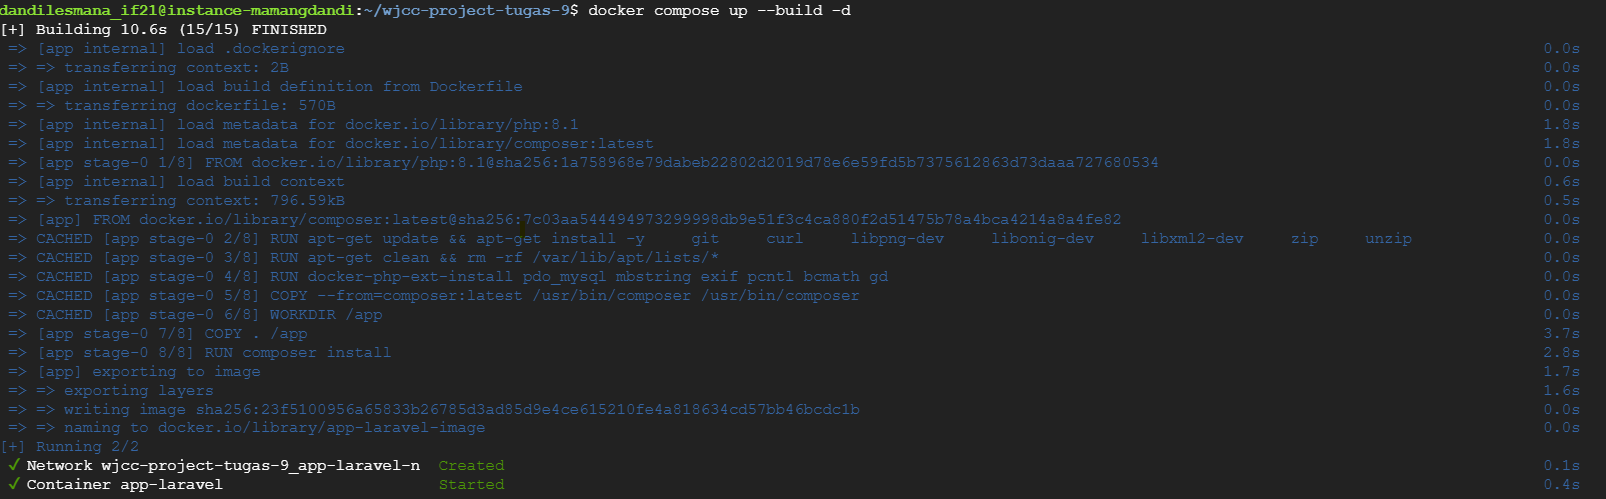 dandilesmana_if21@instance-mamangdandi:~/wjcc-project-tugas-9$ docker compose up --build -d
[+] Building 10.6s (15/15) FINISHED
=> [app internal] load .dockerignore 0.0s
=> => transferring context: 2B 0.0s
=> [app internal] load build definition from Dockerfile 0.0s
=> => transferring dockerfile: 570B 0.0s
=> [app internal] load metadata for docker.io/library/php:8.1 1.8s
=> [app internal] load metadata for docker.io/library/composer:latest 1.8s
=> [app stage-0 1/8] FROM docker.io/library/php:8.1@sha256:1a758968e79dabeb22802d2019d78e6e59fd5b7375612863d73daaa727680534 0.0s
=> [app internal] load build context 0.6s
=> => transferring context: 796.59kB 0.5s
=> [app] FROM docker.io/library/composer:latest@sha256:7c03aa544494973299998db9e51f3c4ca880f2d51475b78a4bca4214a8a4fe82 0.0s
=> CACHED [app stage-0 2/8] RUN apt-get update && apt-get install -y     git     curl     libpng-dev     libonig-dev     libxml2-dev     zip     unzip 0.0s
=> CACHED [app stage-0 3/8] RUN apt-get clean && rm -rf /var/lib/apt/lists/* 0.0s
=> CACHED [app stage-0 4/8] RUN docker-php-ext-install pdo_mysql mbstring exif pcntl bcmath gd 0.0s
=> CACHED [app stage-0 5/8] COPY --from=composer:latest /usr/bin/composer /usr/bin/composer 0.0s
=> CACHED [app stage-0 6/8] WORKDIR /app 0.0s
=> [app stage-0 7/8] COPY . /app 3.7s
=> [app stage-0 8/8] RUN composer install 2.8s
=> [app] exporting to image 1.7s
=> => exporting layers 1.6s
=> => writing image sha256:23f5100956a65833b26785d3ad85d9e4ce615210fe4a818634cd57bb46bcdc1b 0.0s
=> => naming to docker.io/library/app-laravel-image 0.0s
[+] Running 2/2
✓ Network wjcc-project-tugas-9_app-laravel-n  Created 0.1s
✓ Container app-laravel                       Started 0.4s